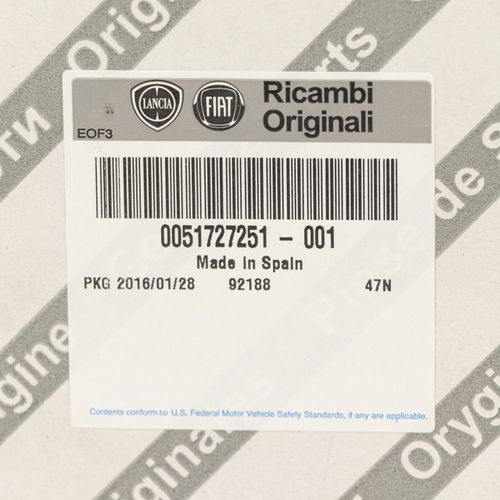 LANCIA FIAT Ricambi
Originali
EOF3
0051727251 - 001
Made in Spain
PKG 2016/01/28 92188 47N
Contents conform to U.S. Federal Motor Vehicle Safety Standards, if any are applicable.